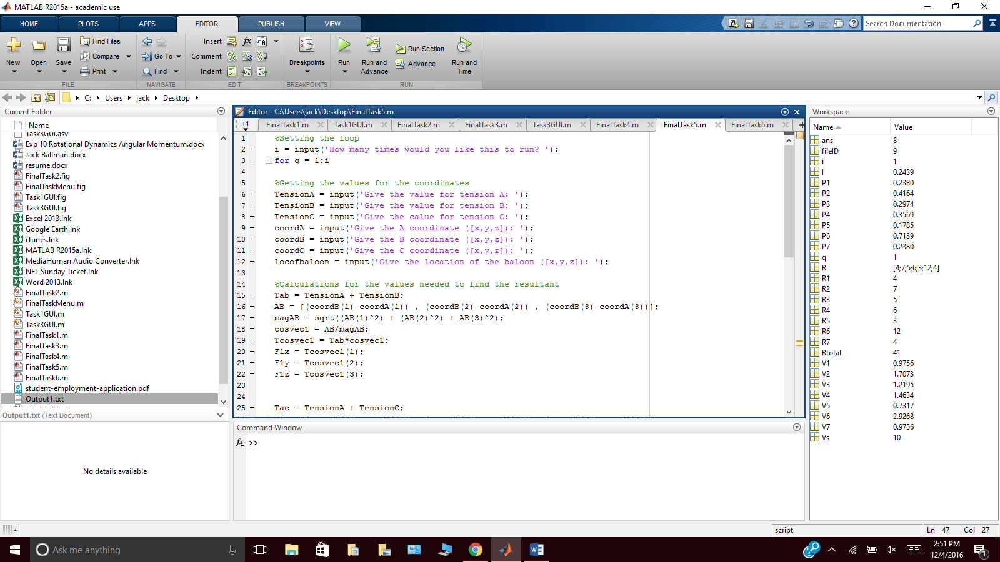 MATLAB R2015a - academic use
HOME PLOTS APPS EDITOR PUBLISH VIEW
Search Documentation
New
Open
Save
Find Files
Compare
Print
FILE
Go To
Find
NAVIGATE
Insert fx
Comment
Indent
EDIT
Breakpoints
BREAKPOINTS
Run
Run and
Advance
Run Section
Advance
Run and
Time
RUN
C: Users jack Desktop
Current Folder
Name
Task3GUI.asv
Exp 10 Rotational Dynamics Angular Momentum.docx
Jack Ballman.docx
resume.docx
FinalTask2.fig
FinalTaskMenu.fig
Task1GUI.fig
Task3GUI.fig
Excel 2013.lnk
Google Earth.lnk
iTunes.lnk
MATLAB R2015a.lnk
MediaHuman Audio Converter.lnk
NFL Sunday Ticket.lnk
Word 2013.lnk
FinalTask2.m
FinalTaskMenu.m
Task1GUI.m
Task3GUI.m
FinalTask1.m
FinalTask3.m
FinalTask4.m
FinalTask5.m
FinalTask6.m
student-employment-application.pdf
Output1.txt
Output1.txt (Text Document)
No details available
Editor - C:\Users\jack\Desktop\FinalTask5.m
+1 FinalTask1.m Task1GUI.m FinalTask2.m FinalTask3.m Task3GUI.m FinalTask4.m FinalTask5.m FinalTask6.m
1 %Setting the loop
2 i = input('How many times would you like this to run? ');
3 for q = 1:i
4
5 %Getting the values for the coordinates
6 TensionA = input('Give the value for tension A: ');
7 TensionB = input('Give the value for tension B: ');
8 TensionC = input('Give the calue for tension C: ');
9 coordA = input('Give the A coordinate ([x,y,z]): ');
10 coordB = input('Give the B coordinate ([x,y,z]): ');
11 coordC = input('Give the C coordinate ([x,y,z]): ');
12 locofbaloon = input('Give the location of the baloon ([x,y,z]): ');
13
14 %Calculations for the values needed to find the resultant
15 Tab = TensionA + TensionB;
16 AB = [(coordB(1)-coordA(1)) , (coordB(2)-coordA(2)) , (coordB(3)-coordA(3))];
17 magAB = sqrt((AB(1)^2) + (AB(2)^2) + AB(3)^2);
18 cosvec1 = AB/magAB;
19 Tcosvec1 = Tab*cosvec1;
20 F1x = Tcosvec1(1);
21 F1y = Tcosvec1(2);
22 F1z = Tcosvec1(3);
23
24
25 Tac = TensionA + TensionC;
Command Window
fx >>
Workspace
Name Value
ans 8
fileID 9
i 1
I 0.2439
P1 0.2380
P2 0.4164
P3 0.2974
P4 0.3569
P5 0.1785
P6 0.7139
P7 0.2380
q 1
R [4;7;5;6;3;12;4]
R1 4
R2 7
R3 5
R4 6
R5 3
R6 12
R7 4
Rtotal 41
V1 0.9756
V2 1.7073
V3 1.2195
V4 1.4634
V5 0.7317
V6 2.9268
V7 0.9756
Vs 10
script Ln 47 Col 27
Ask me anything
2:51 PM
12/4/2016
1